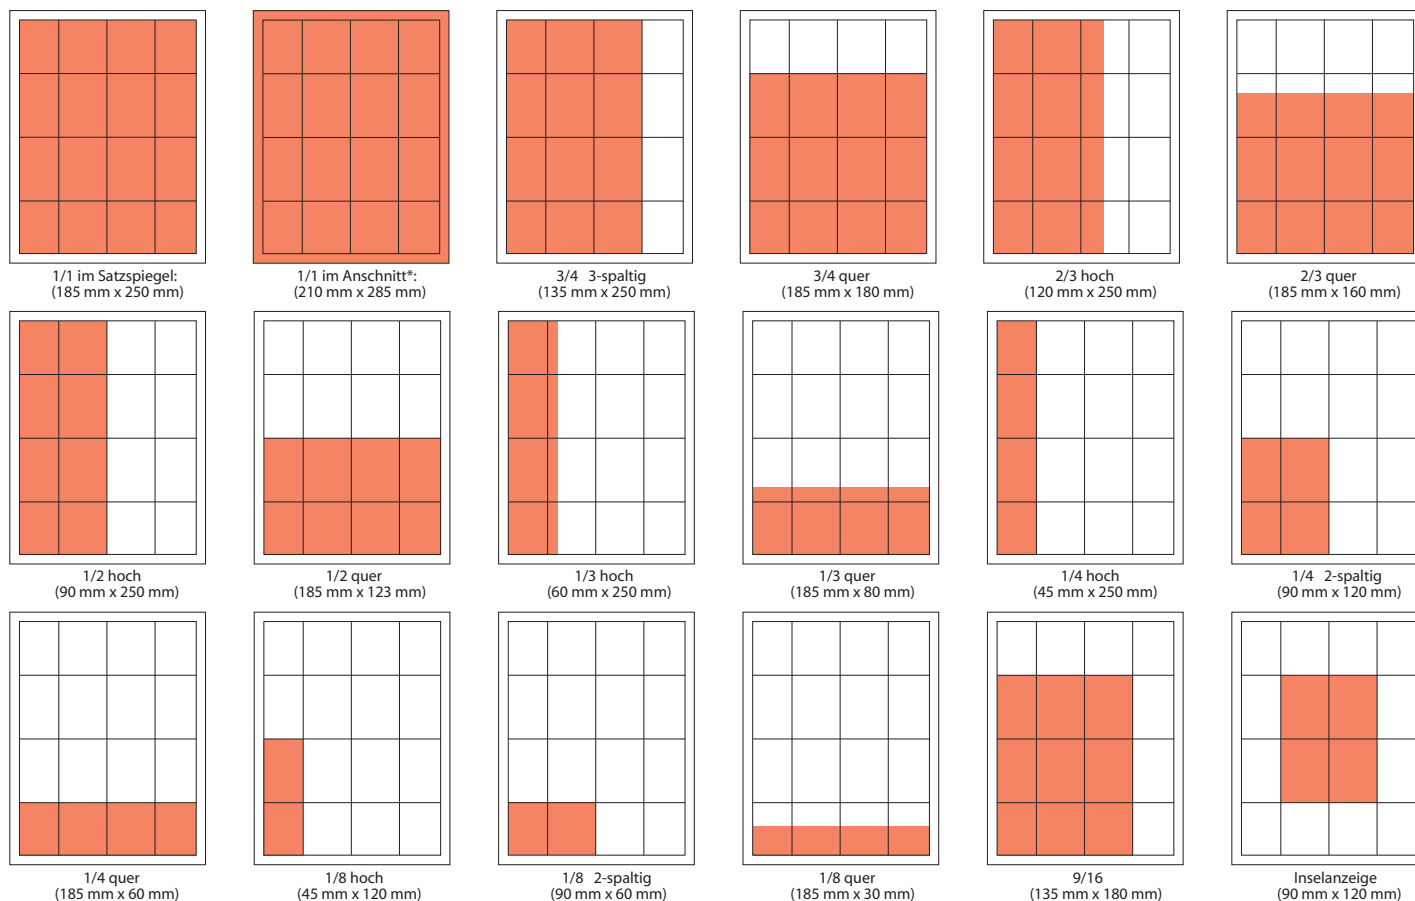 1/1 im Satzspiegel:
(185 mm x 250 mm)
1/1 im Anschnitt*:
(210 mm x 285 mm)
3/4 3-spaltig
(135 mm x 250 mm)
3/4 quer
(185 mm x 180 mm)
2/3 hoch
(120 mm x 250 mm)
2/3 quer
(185 mm x 160 mm)
1/2 hoch
(90 mm x 250 mm)
1/2 quer
(185 mm x 123 mm)
1/3 hoch
(60 mm x 250 mm)
1/3 quer
(185 mm x 80 mm)
1/4 hoch
(45 mm x 250 mm)
1/4 2-spaltig
(90 mm x 120 mm)
1/4 quer
(185 mm x 60 mm)
1/8 hoch
(45 mm x 120 mm)
1/8 2-spaltig
(90 mm x 60 mm)
1/8 quer
(185 mm x 30 mm)
9/16
(135 mm x 180 mm)
Inselanzeige
(90 mm x 120 mm)